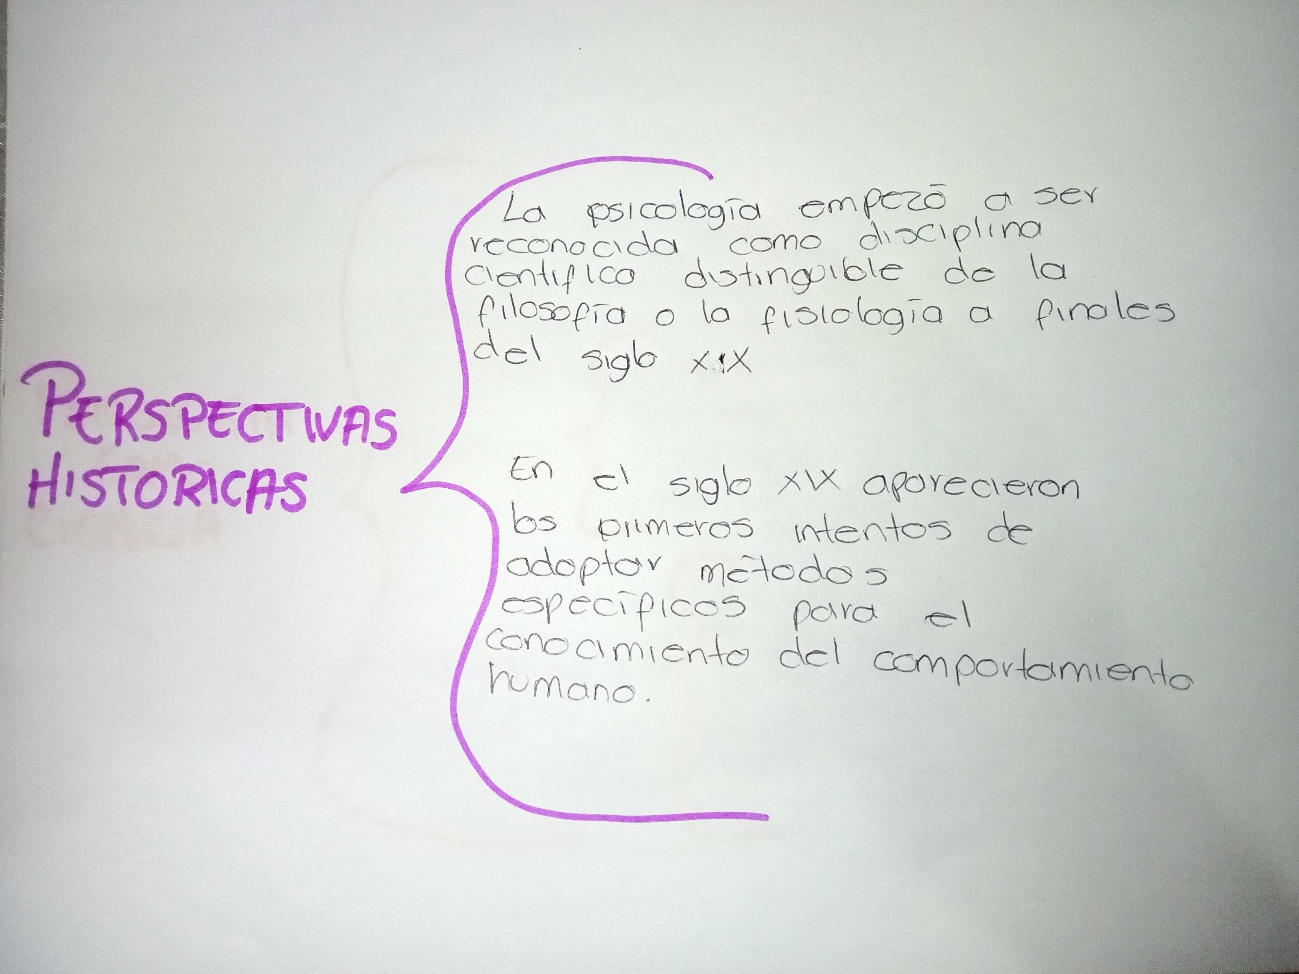 PERSPECTIVAS
HISTORICAS
La psicología empezó a ser
reconocida como disciplina
cientifica distinguible de la
filosofía o la fisiología a finales
del siglo XIX
En el siglo XIX aparecieron
los primeros intentos de
adoptar métodos
específicos para el
conocimiento del comportamiento
humano.